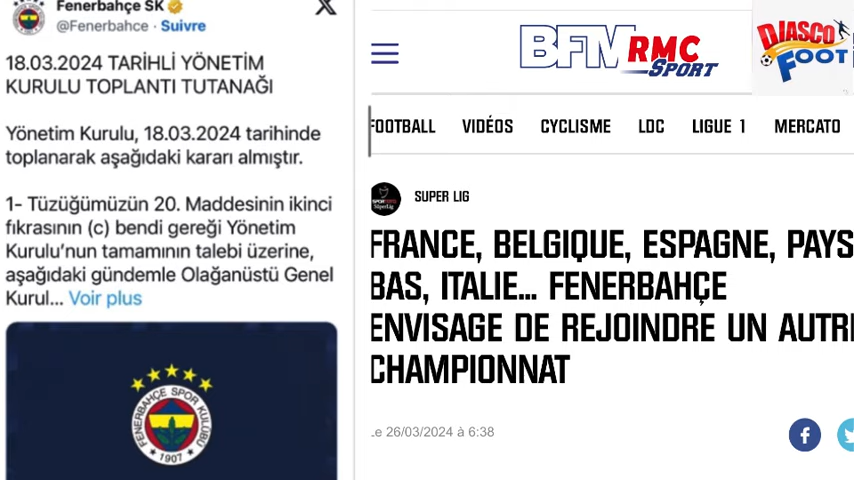 Fenerbahçe SK
@Fenerbahce · Suivre
18.03.2024 TARİHLİ YÖNETİM
KURULU TOPLANTI TUTANAĞI
Yönetim Kurulu, 18.03.2024 tarihinde
toplanarak aşağıdaki kararı almıştır.
1- Tüzüğümüzün 20. Maddesinin ikinci
fıkrasının (c) bendi gereği Yönetim
Kurulu’nun tamamının talebi üzerine,
aşağıdaki gündemle Olağanüstü Genel
Kurul... Voir plus
FENERBAHÇE SPOR KULÜBÜ
1907
BFM RMC SPORT
DIASCO FOOT
FOOTBALL VIDÉOS CYCLISME LDC LIGUE 1 MERCATO
SUPER LIG
FRANCE, BELGIQUE, ESPAGNE, PAYS
BAS, ITALIE... FENERBAHÇE
ENVISAGE DE REJOINDRE UN AUTRE
CHAMPIONNAT
Le 26/03/2024 à 6:38